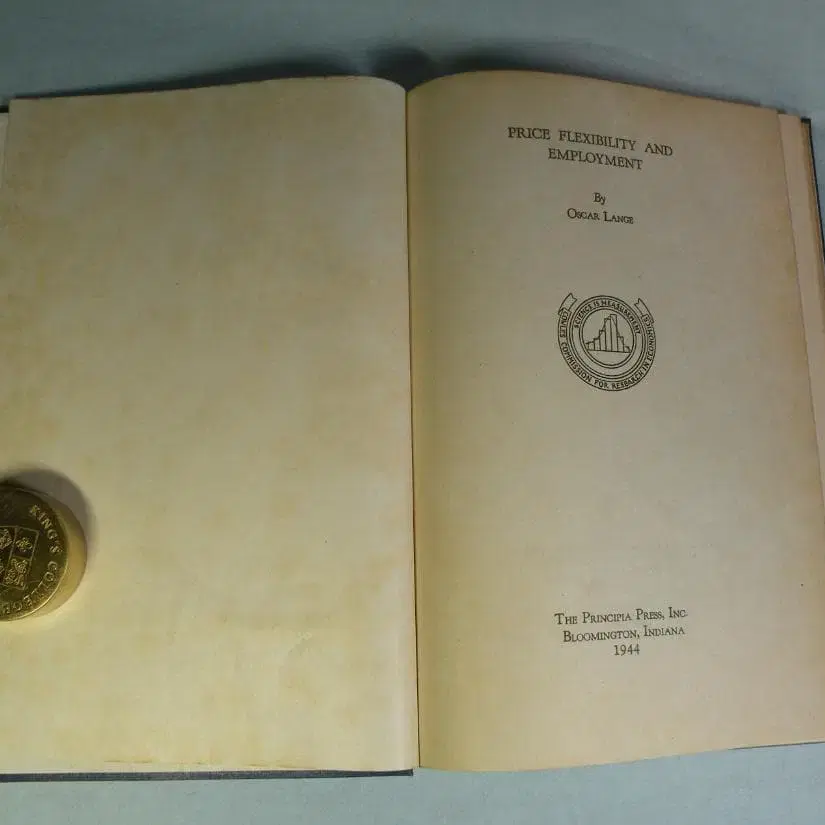 KING'S COLLEGE
PRICE FLEXIBILITY AND
EMPLOYMENT
By
OSCAR LANGE
SCIENCE IS MEASUREMENT
COWLES COMMISSION FOR RESEARCH IN ECONOMICS
THE PRINCIPIA PRESS, INC.
BLOOMINGTON, INDIANA
1944